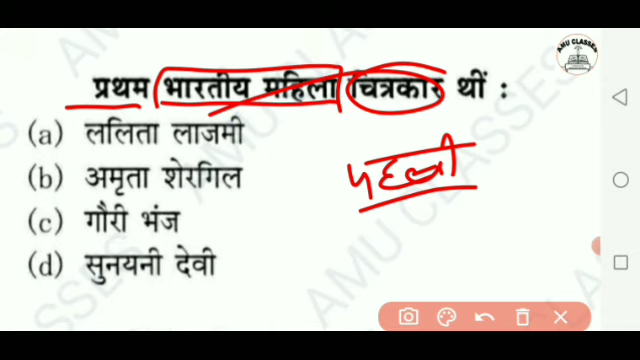 AMU CLASSES
प्रथम भारतीय महिला चित्रकार थीं :
(a) ललिता लाजमी
(b) अमृता शेरगिल
पहली
(c) गौरी भंज
(d) सुनयनी देवी